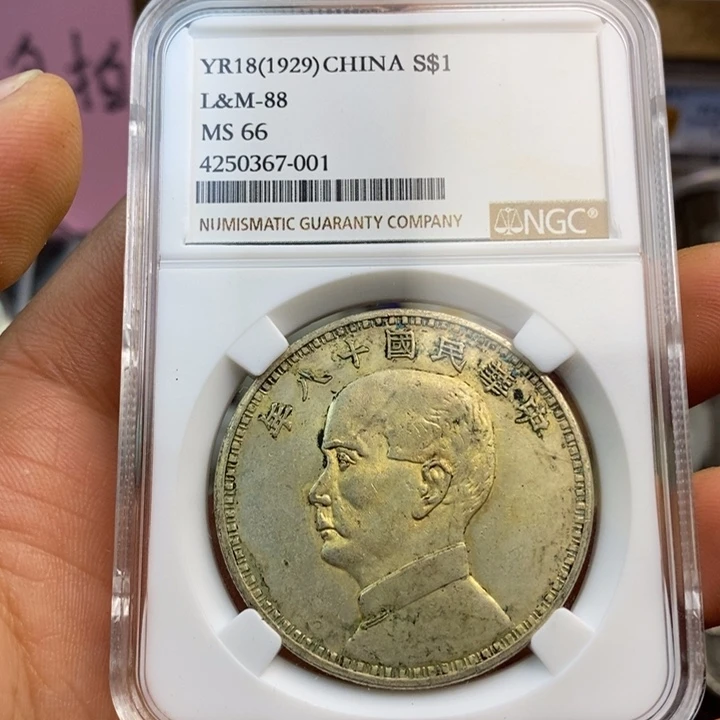 YR18(1929) CHINA S$1
L&M-88
MS 66
4250367-001
NUMISMATIC GUARANTY COMPANY NGC®
年八十國民華中